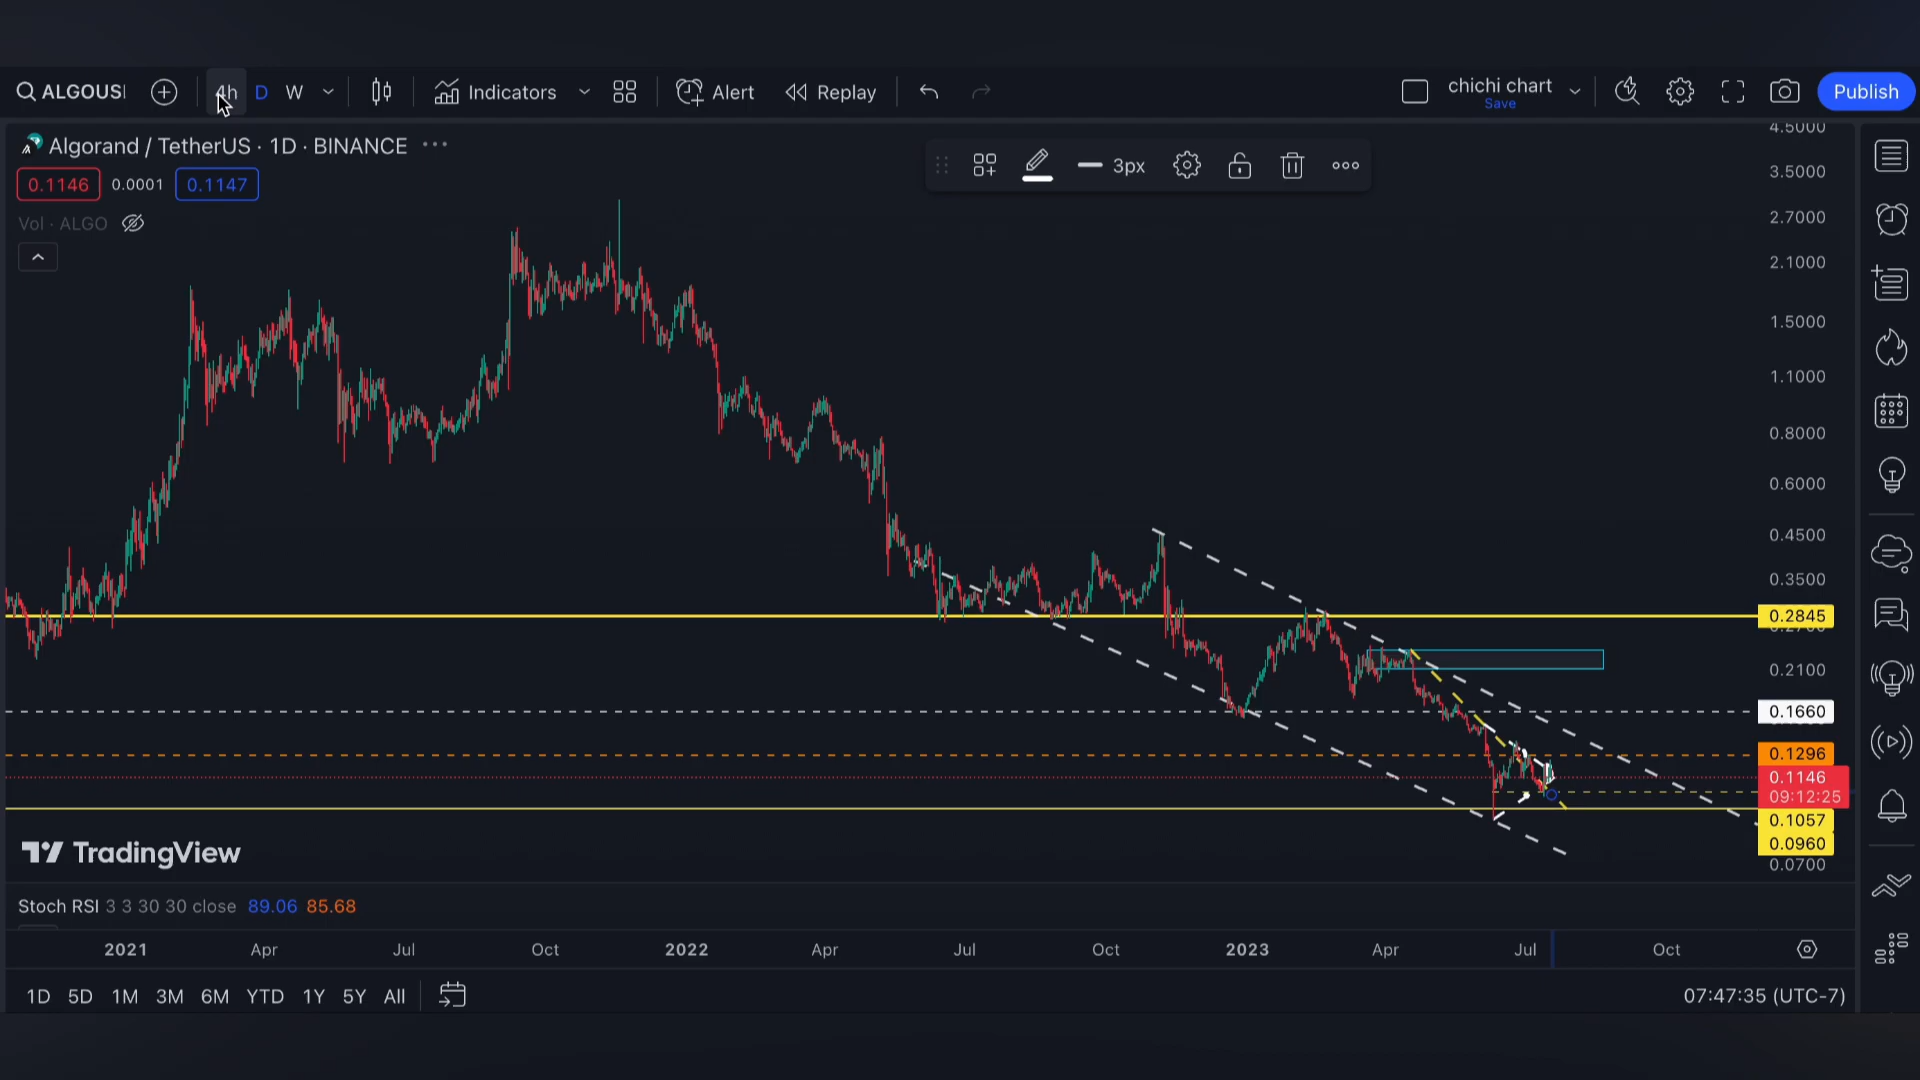 ALGOUS
4h
D
W
Indicators
Alert
Replay
chichi chart
Save
Publish
Algorand / TetherUS · 1D · BINANCE
3px
0.1146
0.0001
0.1147
Vol · ALGO
4.5000
3.5000
2.7000
2.1000
1.5000
1.1000
0.8000
0.6000
0.4500
0.3500
0.2845
0.2100
0.1660
0.1296
0.1146
09:12:25
0.1057
0.0960
0.0700
TradingView
Stoch RSI 3 3 30 30 close 89.06 85.68
2021 Apr Jul Oct 2022 Apr Jul Oct 2023 Apr Jul Oct
1D 5D 1M 3M 6M YTD 1Y 5Y All
07:47:35 (UTC-7)